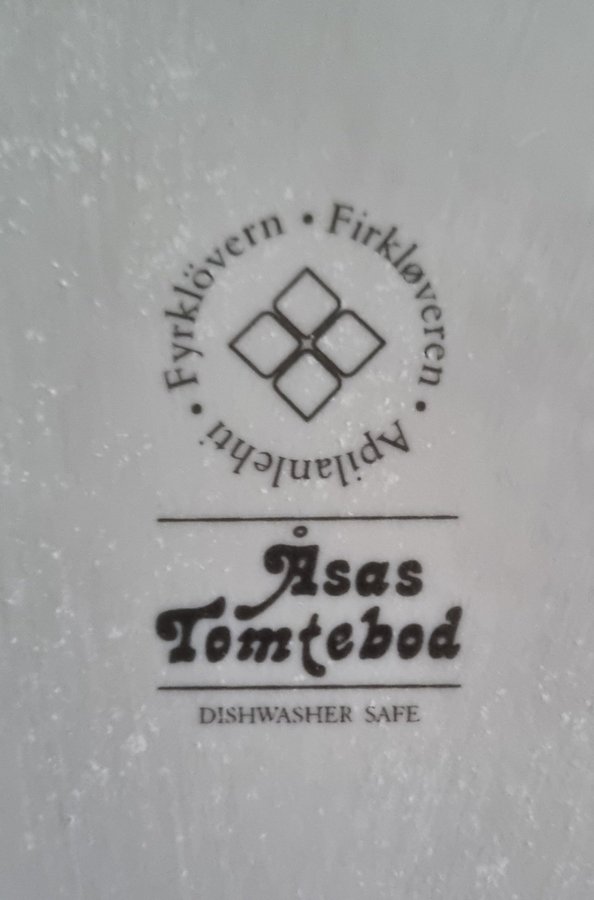 Fyrklövern • Firkløveren • Apilanlehti •
Åsas
Tomtebod
DISHWASHER SAFE